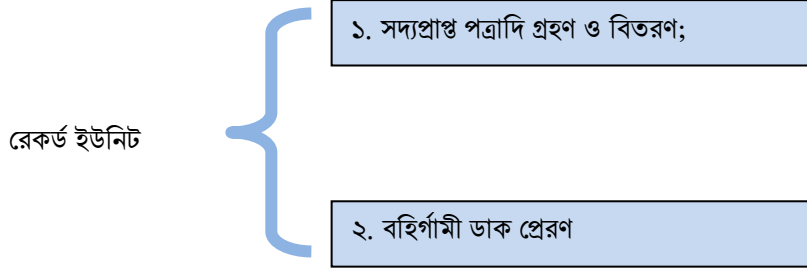 ১. সদ্যপ্রাপ্ত পত্রাদি গ্রহণ ও বিতরণ;
রেকর্ড ইউনিট
২. বহির্গামী ডাক প্রেরণ